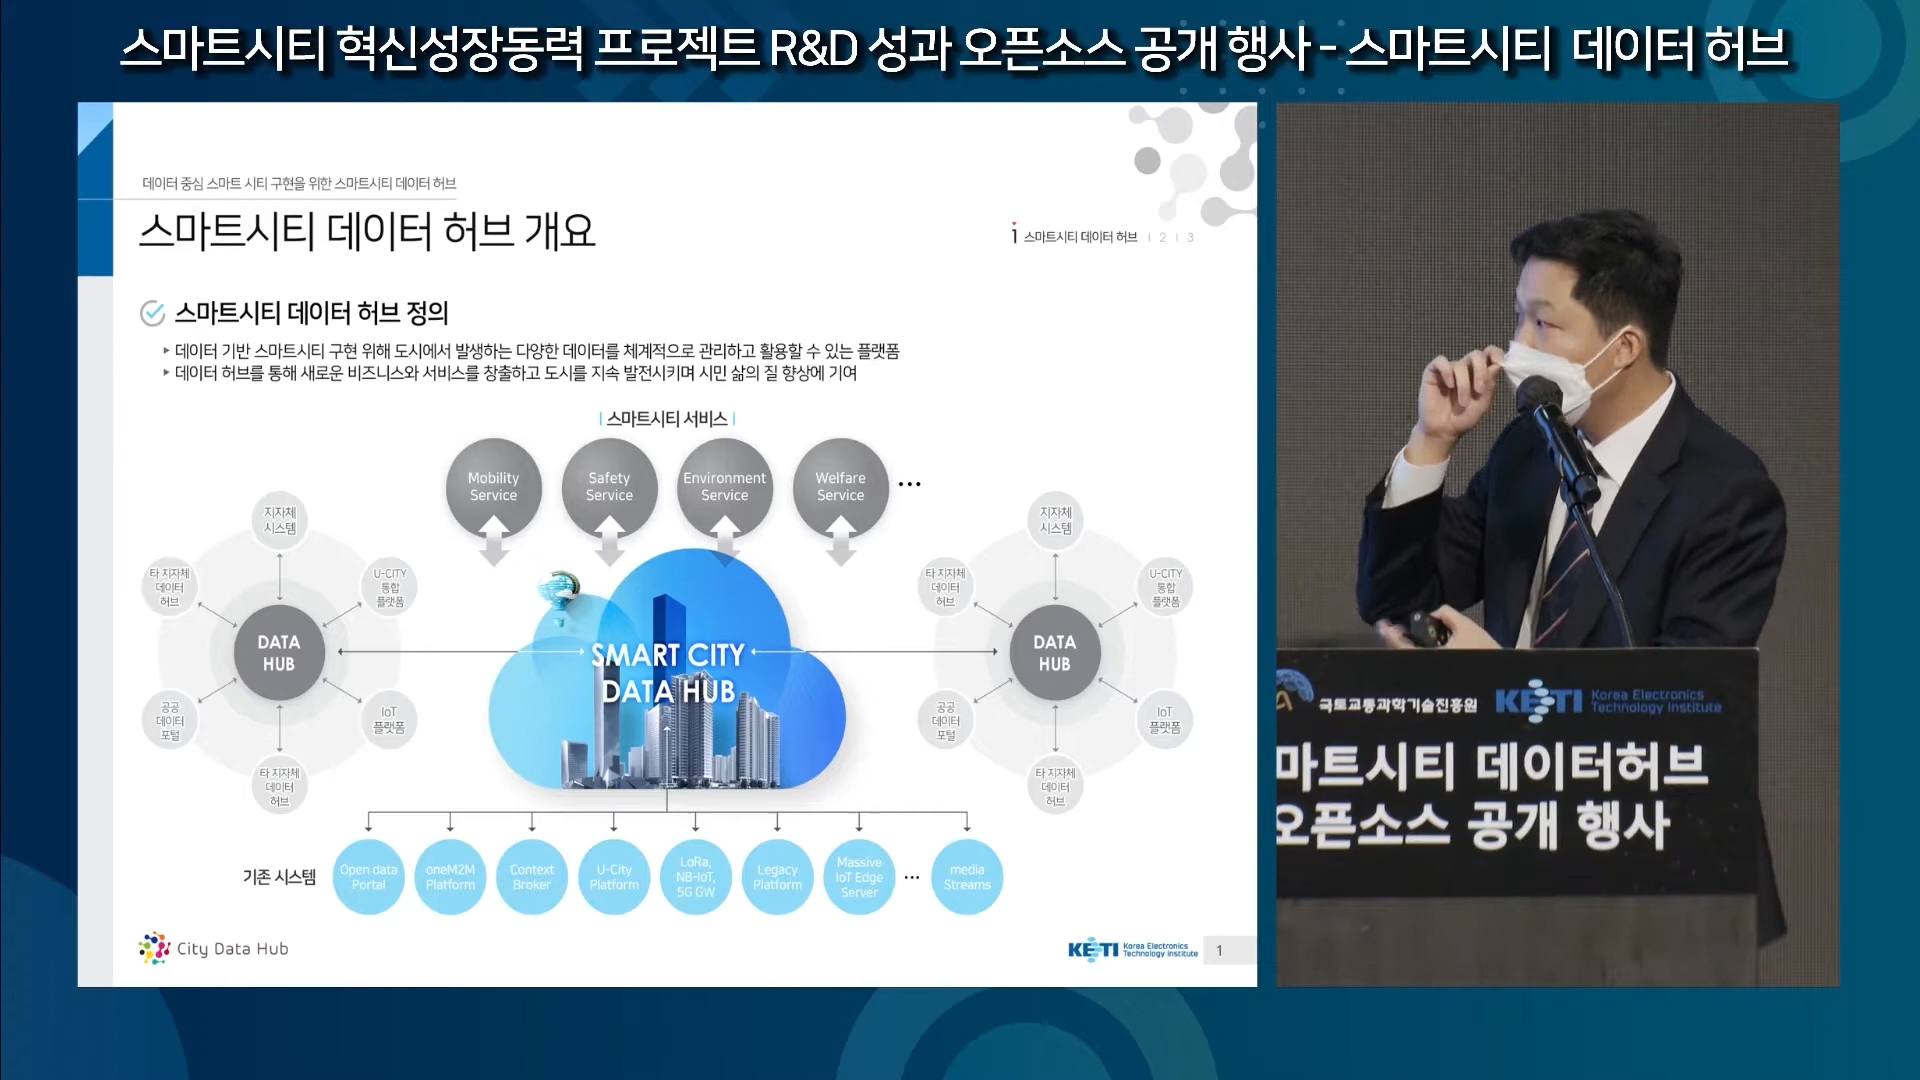 스마트시티 혁신성장동력 프로젝트 R&D 성과 오픈소스 공개 행사 - 스마트시티 데이터 허브
데이터 중심 스마트 시티 구현을 위한 스마트시티 데이터 허브
스마트시티 데이터 허브 개요
1 스마트시티 데이터 허브 | 2 | 3
스마트시티 데이터 허브 정의
▸ 데이터 기반 스마트시티 구현 위해 도시에서 발생하는 다양한 데이터를 체계적으로 관리하고 활용할 수 있는 플랫폼
▸ 데이터 허브를 통해 새로운 비즈니스와 서비스를 창출하고 도시를 지속 발전시키며 시민 삶의 질 향상에 기여
| 스마트시티 서비스 |
Mobility
Service
Safety
Service
Environment
Service
Welfare
Service
...
지자체
시스템
타 지자체
데이터
허브
U-CITY
통합
플랫폼
DATA
HUB
공공
데이터
포털
IoT
플랫폼
타 지자체
데이터
허브
SMART CITY
DATA HUB
지자체
시스템
타 지자체
데이터
허브
U-CITY
통합
플랫폼
DATA
HUB
공공
데이터
포털
IoT
플랫폼
타 지자체
데이터
허브
기존 시스템
Open data
Portal
oneM2M
Platform
Context
Broker
U-City
Platform
LoRa,
NB-IoT,
5G GW
Legacy
Platform
Massive
IoT Edge
Server
...
media
Streams
City Data Hub
KETI Korea Electronics
Technology Institute
1
국토교통과학기술진흥원
KETI Korea Electronics
Technology Institute
마트시티 데이터허브
오픈소스 공개 행사